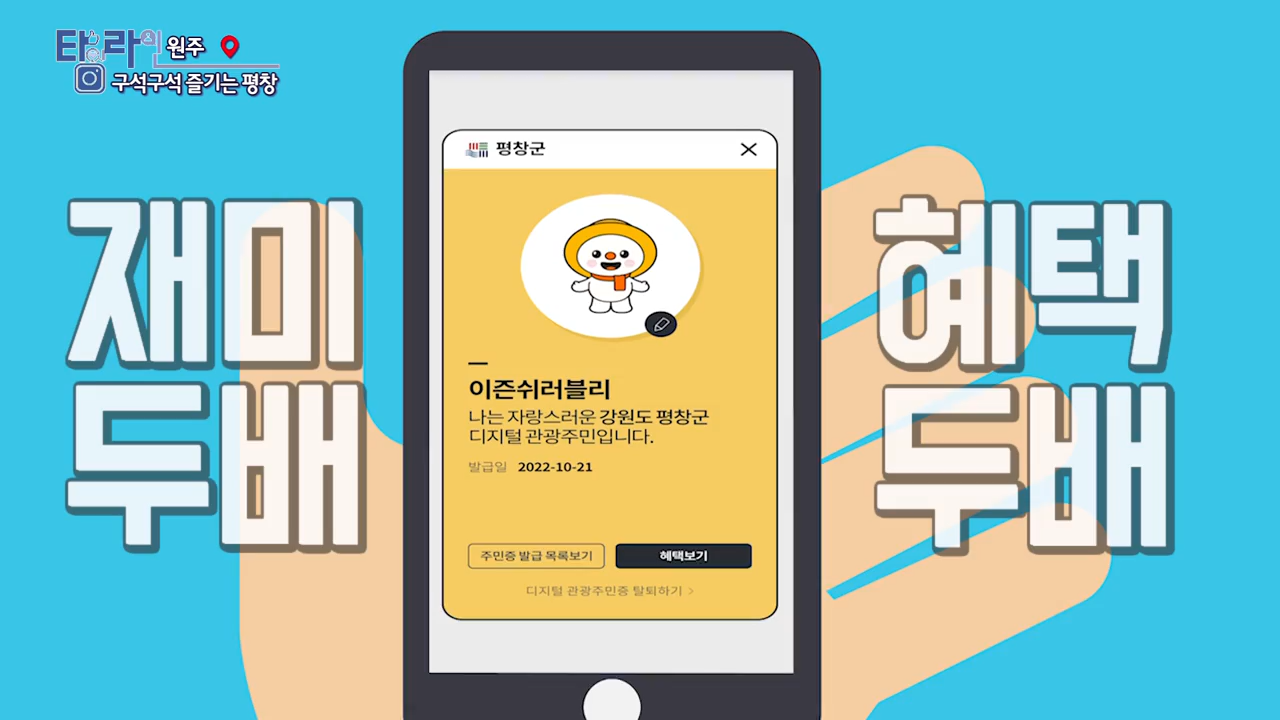 타임라인 원주
구석구석 즐기는 평창
재미
두배
혜택
두배
평창군
이즌쉬러블리
나는 자랑스러운 강원도 평창군
디지털 관광주민입니다.
발급일 2022-10-21
주민증 발급 목록보기
혜택보기
디지털 관광주민증 탈퇴하기 >